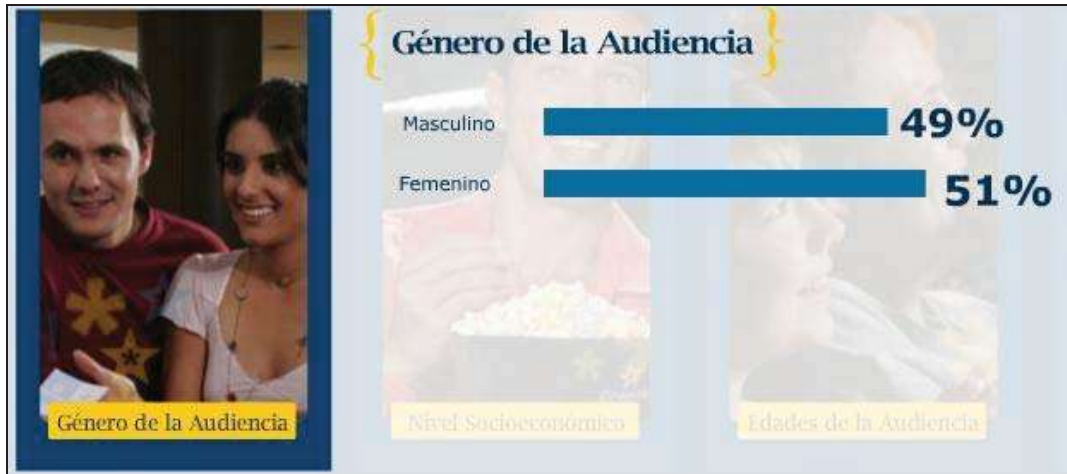 { Género de la Audiencia }
Masculino 49%
Femenino 51%
Género de la Audiencia
Nivel Socioeconómico
Edades de la Audiencia